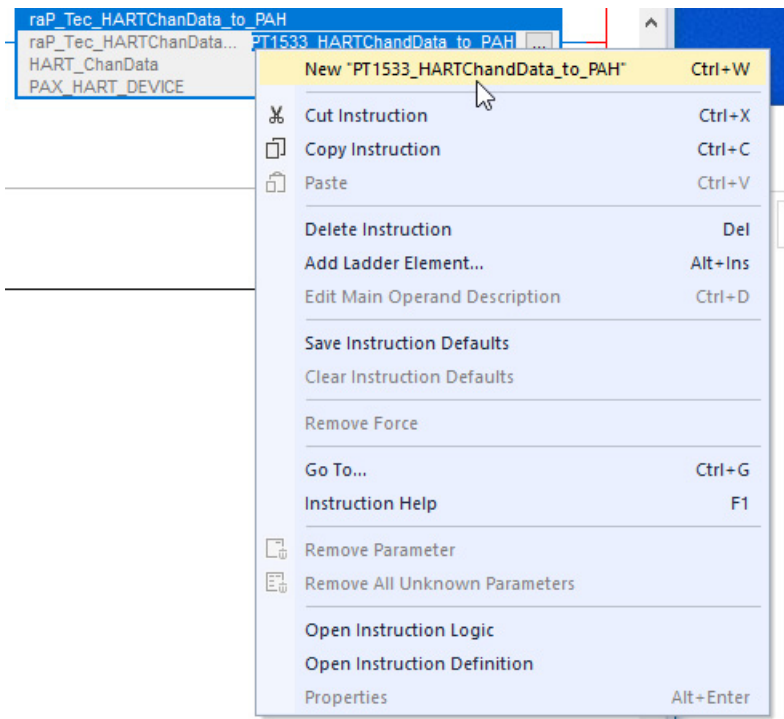 raP_Tec_HARTChanData_to_PAH
raP_Tec_HARTChanData... PT1533_HARTChandData_to_PAH ...
HART_ChanData
PAX_HART_DEVICE
New "PT1533_HARTChandData_to_PAH" Ctrl+W
Cut Instruction Ctrl+X
Copy Instruction Ctrl+C
Paste Ctrl+V
Delete Instruction Del
Add Ladder Element... Alt+Ins
Edit Main Operand Description Ctrl+D
Save Instruction Defaults
Clear Instruction Defaults
Remove Force
Go To... Ctrl+G
Instruction Help F1
Remove Parameter
Remove All Unknown Parameters
Open Instruction Logic
Open Instruction Definition
Properties Alt+Enter